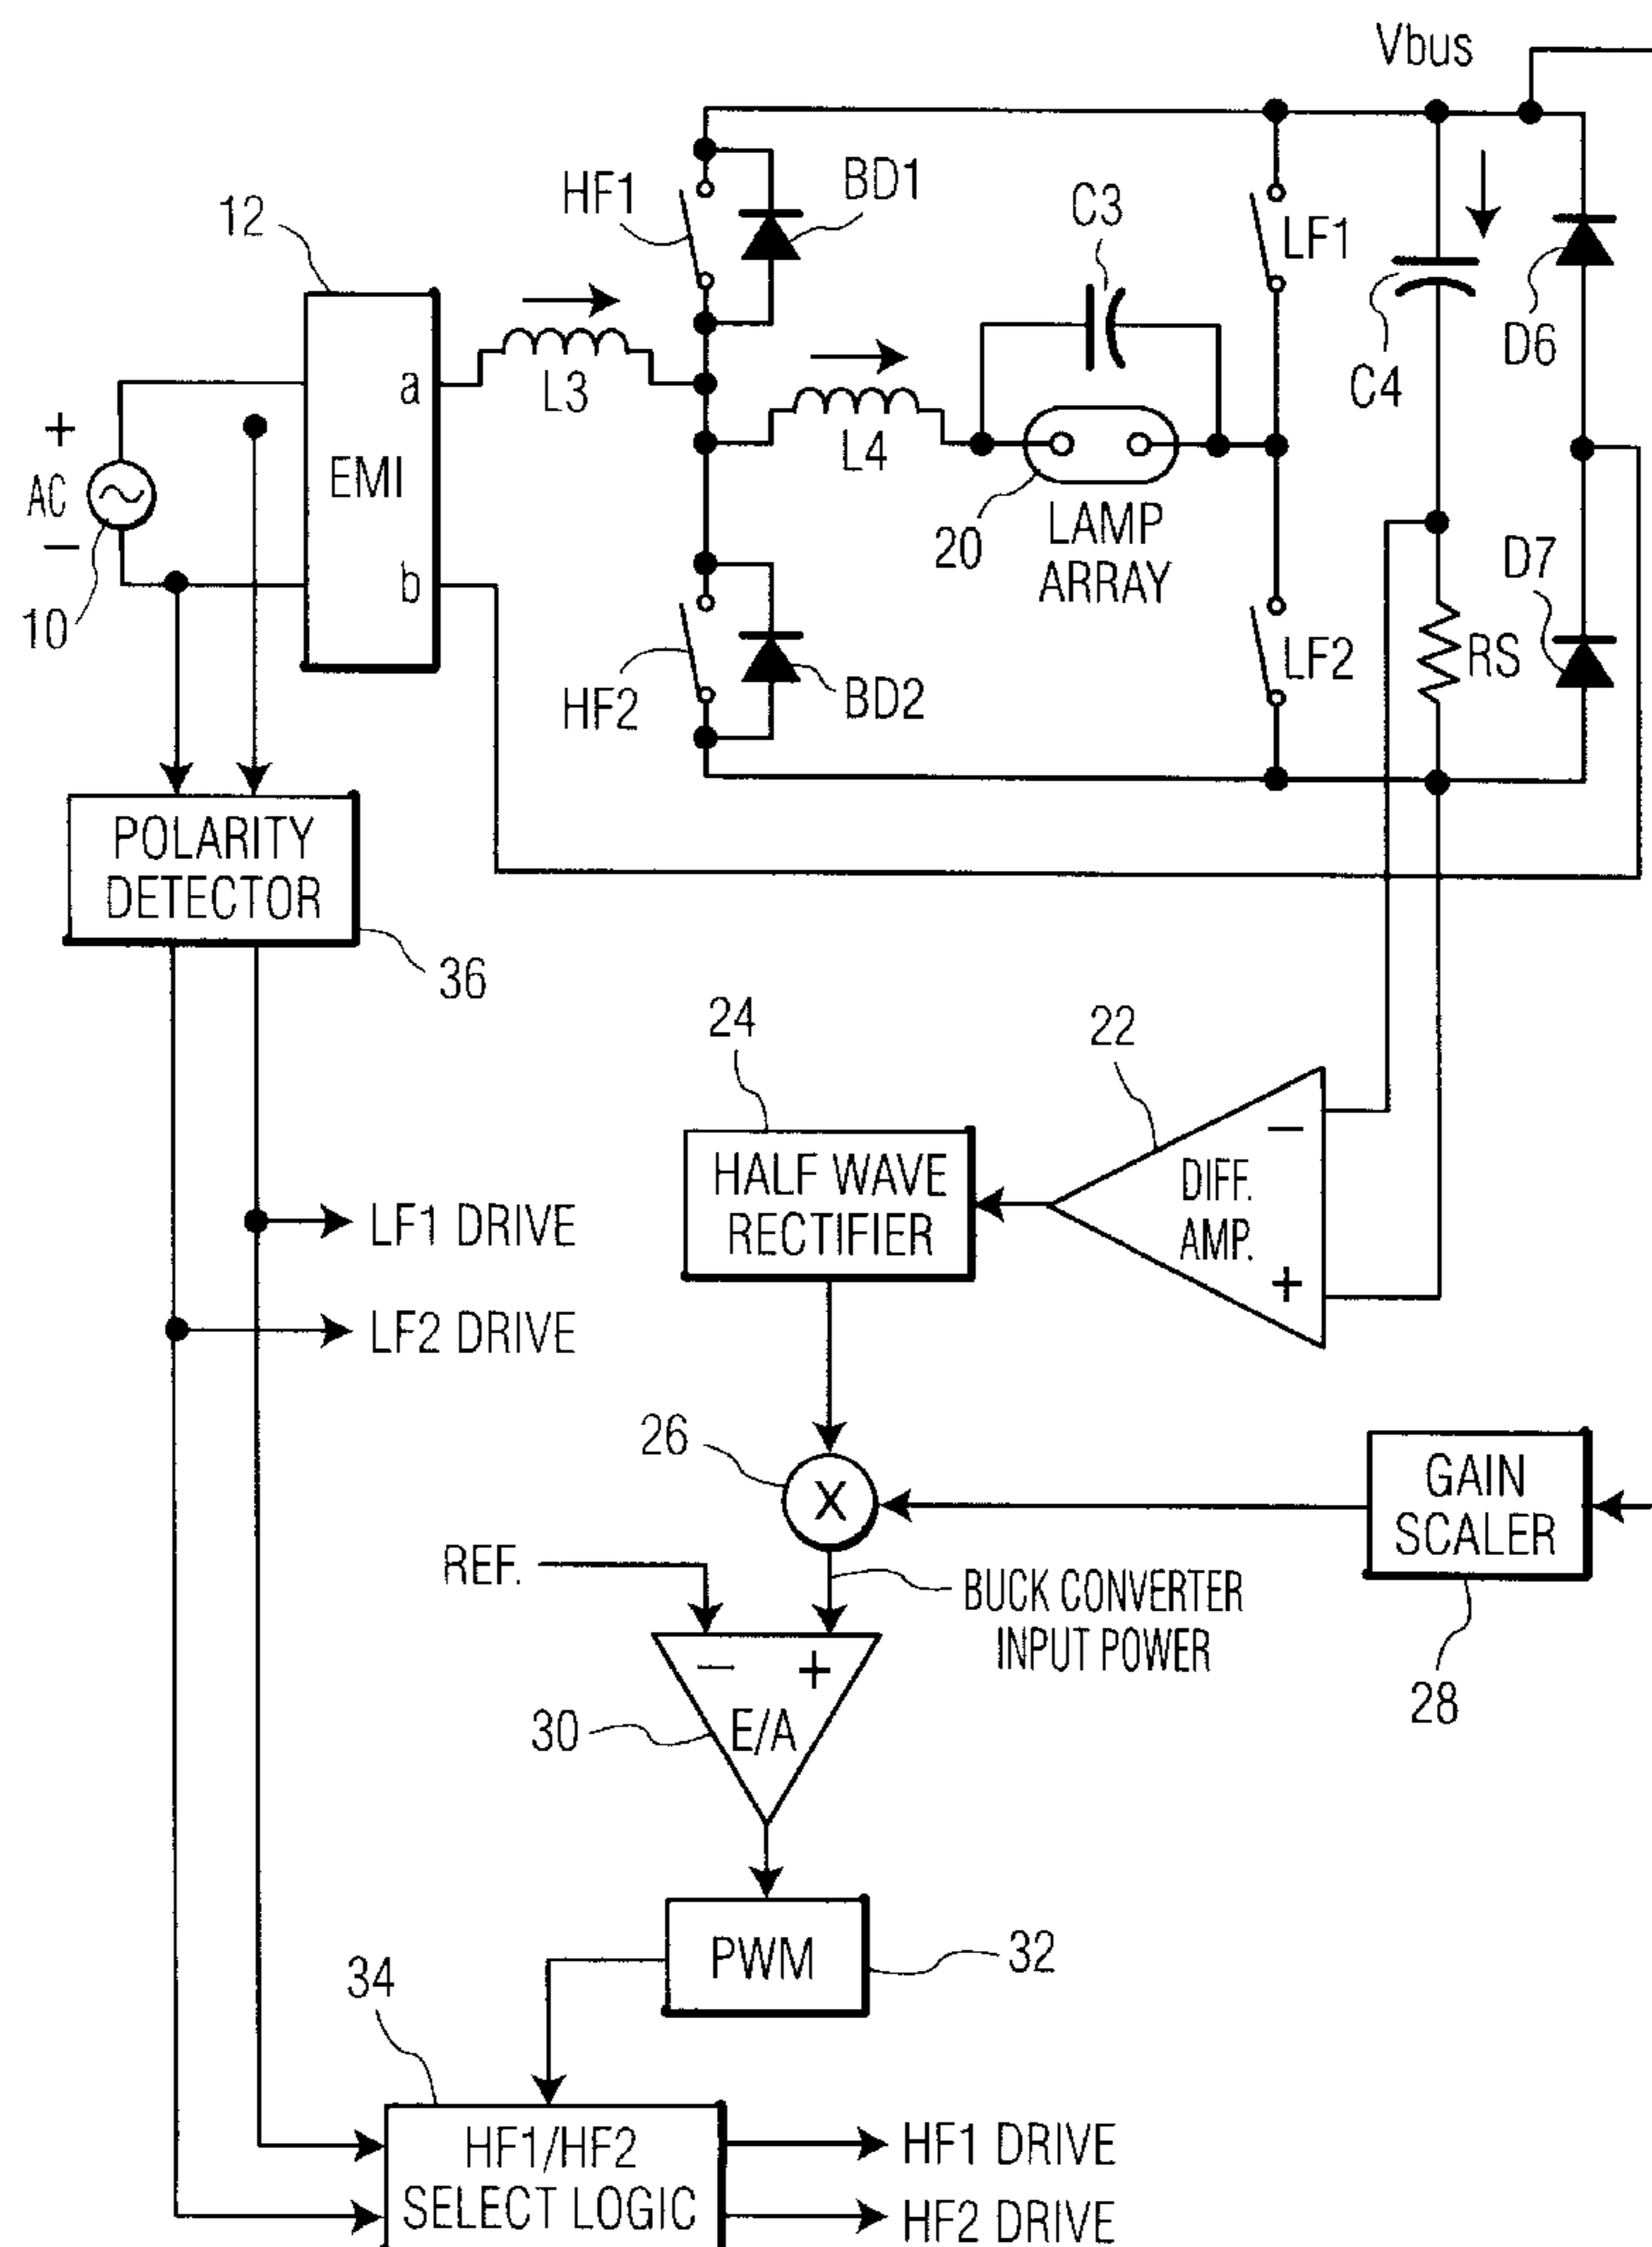 Vbus
12
HF1
BD1
C3
LF1
a
L3
C4
D6
+
AC
−
EMI
L4
20
LAMP
ARRAY
D7
b
10
HF2
BD2
LF2
RS
POLARITY
DETECTOR
36
24
22
HALF WAVE
RECTIFIER
−
DIFF.
AMP.
+
LF1 DRIVE
LF2 DRIVE
26
X
GAIN
SCALER
REF.
BUCK CONVERTER
INPUT POWER
28
− +
E/A
30
PWM
32
34
HF1/HF2
SELECT LOGIC
HF1 DRIVE
HF2 DRIVE